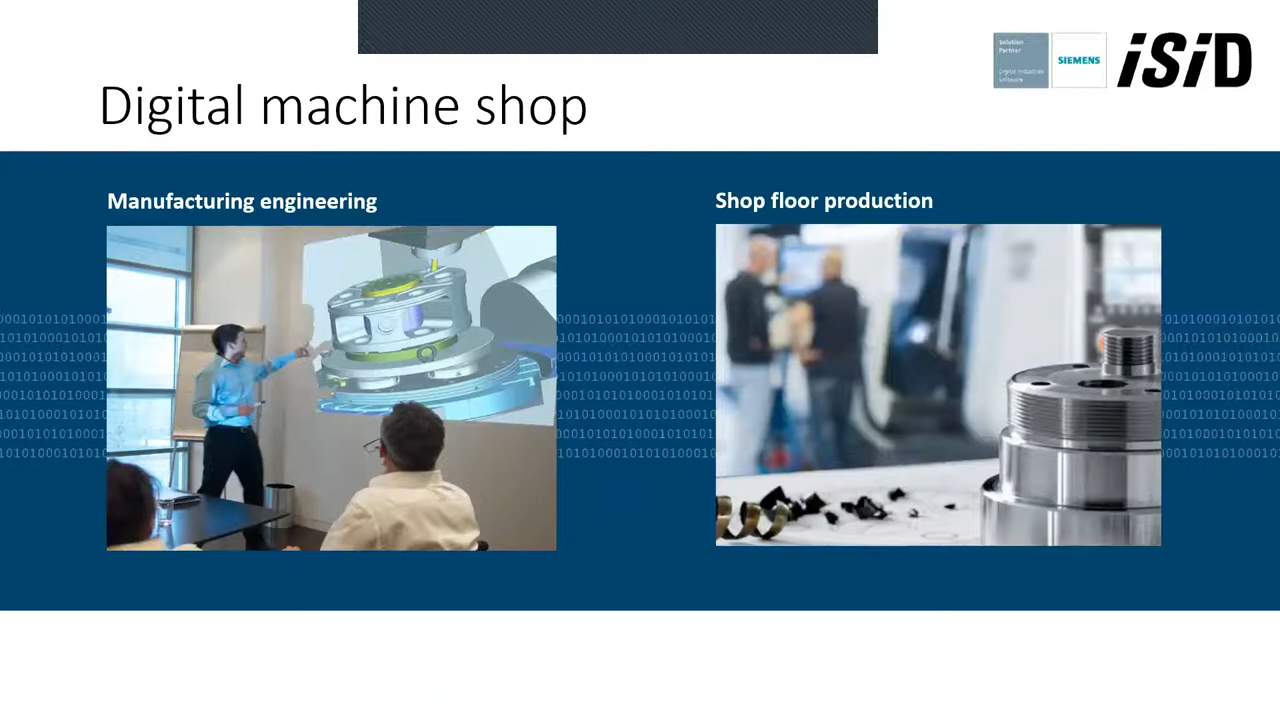 Solution
Partner
Digital Industries
Software
SIEMENS
iSiD
Digital machine shop
Manufacturing engineering
Shop floor production